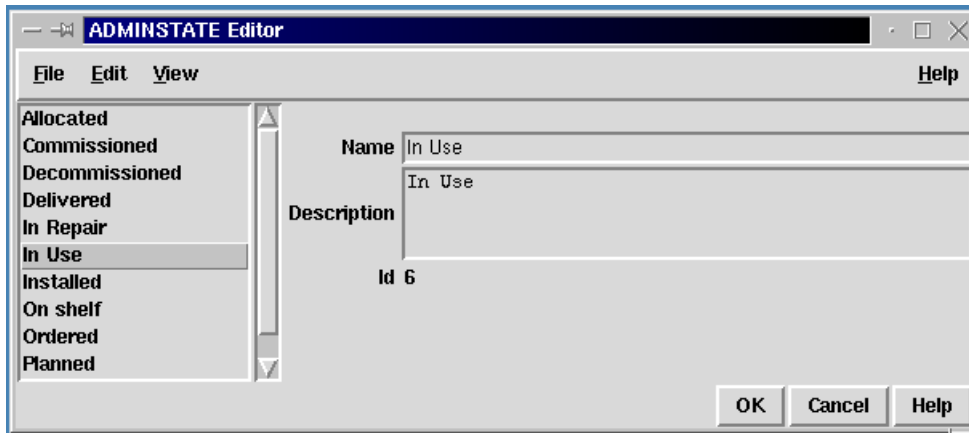 ADMINSTATE Editor
File Edit View Help
Allocated
Commissioned
Decommissioned
Delivered
In Repair
In Use
Installed
On shelf
Ordered
Planned
Name In Use
Description In Use
Id 6
OK Cancel Help